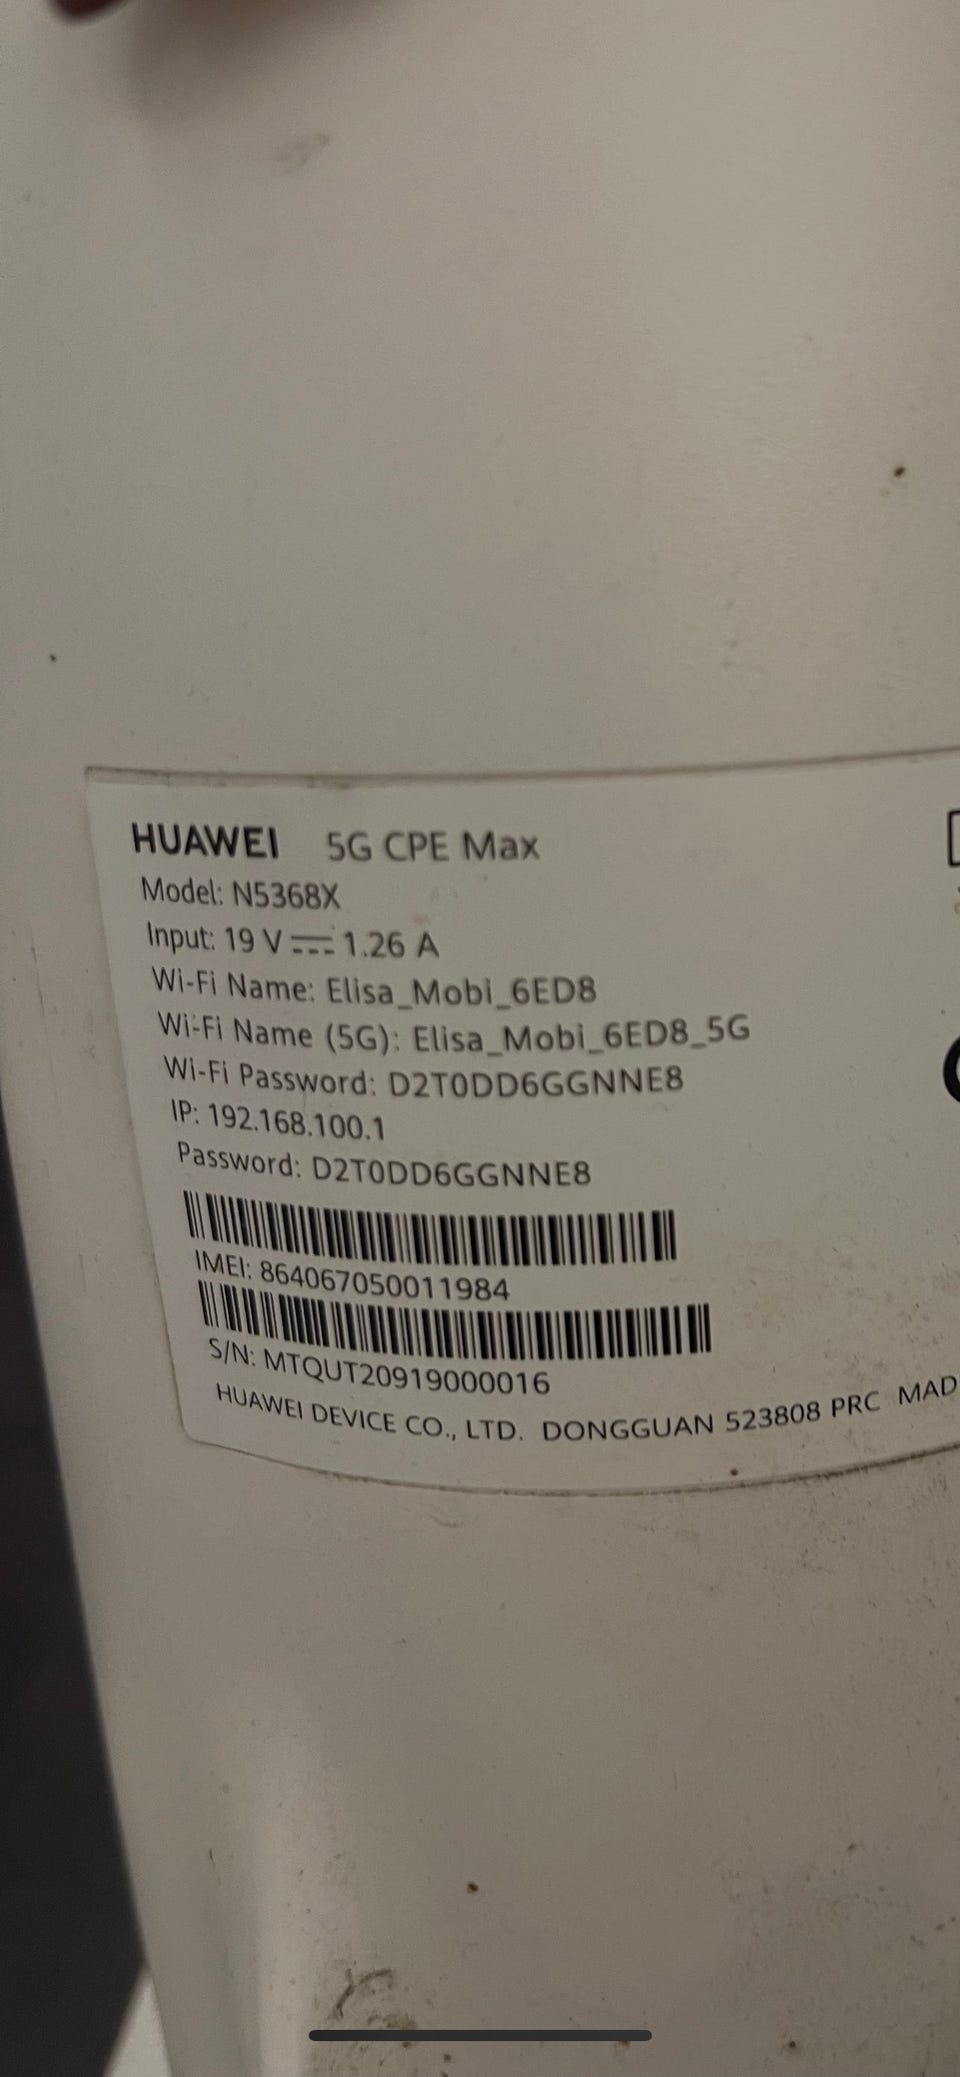 HUAWEI 5G CPE Max
Model: N5368X
Input: 19 V ⎓ 1.26 A
Wi-Fi Name: Elisa_Mobi_6ED8
Wi-Fi Name (5G): Elisa_Mobi_6ED8_5G
Wi-Fi Password: D2T0DD6GGNNE8
IP: 192.168.100.1
Password: D2T0DD6GGNNE8
IMEI: 864067050011984
S/N: MTQUT20919000016
HUAWEI DEVICE CO., LTD. DONGGUAN 523808 PRC MAD